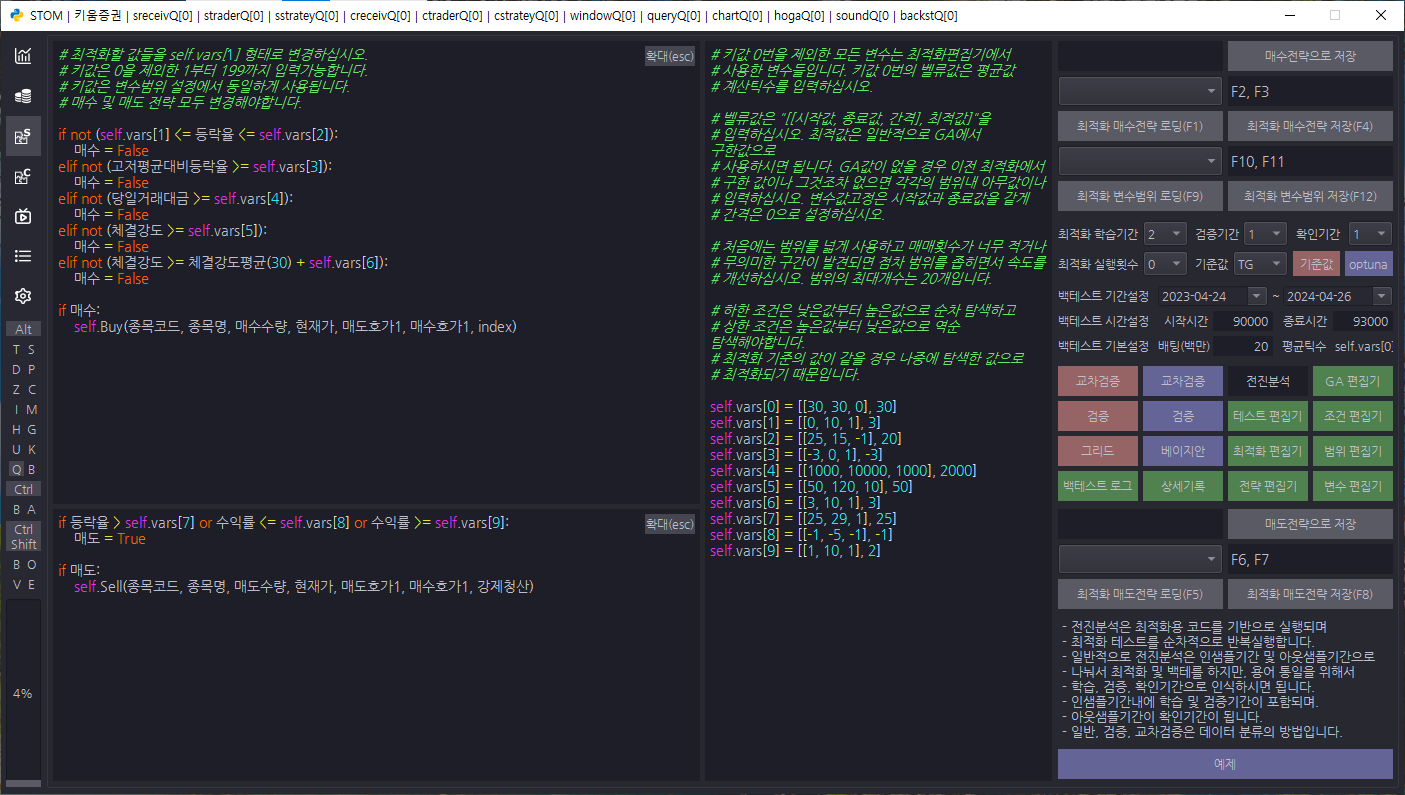 STOM | 키움증권 | sreceivQ[0] | straderQ[0] | sstrateyQ[0] | creceivQ[0] | ctraderQ[0] | cstrateyQ[0] | windowQ[0] | queryQ[0] | chartQ[0] | hogaQ[0] | soundQ[0 | backstQ[0]
Alt
T S
D P
Z C
I M
H G
U K
Q B
Ctrl
B A
Ctrl
Shift
B O
V E
4%
# 최적화할 값들을 self.vars[1] 형태로 변경하십시오.
# 키값은 0을 제외한 1부터 199까지 입력가능합니다.
# 키값은 변수범위 설정에서 동일하게 사용됩니다.
# 매수 및 매도 전략 모두 변경해야합니다.
확대(esc)
if not (self.vars[1] <= 등락율 <= self.vars[2]):
매수 = False
elif not (고저평균대비등락율 >= self.vars[3]):
매수 = False
elif not (당일거래대금 >= self.vars[4]):
매수 = False
elif not (체결강도 >= self.vars[5]):
매수 = False
elif not (체결강도 >= 체결강도평균(30) + self.vars[6]):
매수 = False
if 매수:
self.Buy(종목코드, 종목명, 매수수량, 현재가, 매도호가1, 매수호가1, index)
if 등락율 > self.vars[7] or 수익률 <= self.vars[8] or 수익률 >= self.vars[9]:
매도 = True
확대(esc)
if 매도:
self.Sell(종목코드, 종목명, 매도수량, 현재가, 매도호가1, 매수호가1, 강제청산)
# 키값 0번을 제외한 모든 변수는 최적화편집기에서
# 사용한 변수들입니다. 키값 0번의 벨류값은 평균값
# 계산틱수를 입력하십시오.
# 벨류값은 "[[시작값, 종료값, 간격], 최적값]"을
# 입력하십시오. 최적값은 일반적으로 GA에서
구한값으로
# 사용하시면 됩니다. GA값이 없을 경우 이전 최적화에서
# 구한 값이나 그것조차 없으면 각각의 범위내 아무값이나
# 입력하십시오. 변수값고정은 시작값과 종료값을 같게
# 간격은 0으로 설정하십시오.
# 처음에는 범위를 넓게 사용하고 매매횟수가 너무 적거나
# 무의미한 구간이 발견되면 점차 범위를 좁히면서 속도를
# 개선하십시오. 범위의 최대개수는 20개입니다.
# 하한 조건은 낮은값부터 높은값으로 순차 탐색하고
# 상한 조건은 높은값부터 낮은값으로 역순
탐색해야합니다.
# 최적화 기준의 값이 같을 경우 나중에 탐색한 값으로
# 최적화되기 때문입니다.
self.vars[0] = [[30, 30, 0], 30]
self.vars[1] = [[0, 10, 1], 3]
self.vars[2] = [[25, 15, -1], 20]
self.vars[3] = [[-3, 0, 1], -3]
self.vars[4] = [[1000, 10000, 1000], 2000]
self.vars[5] = [[50, 120, 10], 50]
self.vars[6] = [[3, 10, 1], 3]
self.vars[7] = [[25, 29, 1], 25]
self.vars[8] = [[-1, -5, -1], -1]
self.vars[9] = [[1, 10, 1], 2]
매수전략으로 저장
F2, F3
최적화 매수전략 로딩(F1) 최적화 매수전략 저장(F4)
F10, F11
최적화 변수범위 로딩(F9) 최적화 변수범위 저장(F12)
최적화 학습기간 2 검증기간 1 확인기간 1
최적화 실행횟수 0 기준값 TG 기준값 optuna
백테스트 기간설정 2023-04-24 ~ 2024-04-26
백테스트 시간설정 시작시간 90000 종료시간 93000
백테스트 기본설정 배팅(백만) 20 평균틱수 self.vars[0]
교차검증 교차검증 전진분석 GA 편집기
검증 검증 테스트 편집기 조건 편집기
그리드 베이지안 최적화 편집기 범위 편집기
백테스트 로그 상세기록 전략 편집기 변수 편집기
매도전략으로 저장
F6, F7
최적화 매도전략 로딩(F5) 최적화 매도전략 저장(F8)
- 전진분석은 최적화용 코드를 기반으로 실행되며
- 최적화 테스트를 순차적으로 반복실행합니다.
- 일반적으로 전진분석은 인샘플기간 및 아웃샘플기간으로
- 나눠서 최적화 및 백테를 하지만, 용어 통일을 위해서
- 학습, 검증, 확인기간으로 인식하시면 됩니다.
- 인샘플기간내에 학습 및 검증기간이 포함되며,
- 아웃샘플기간이 확인기간이 됩니다.
- 일반, 검증, 교차검증은 데이터 분류의 방법입니다.
예제